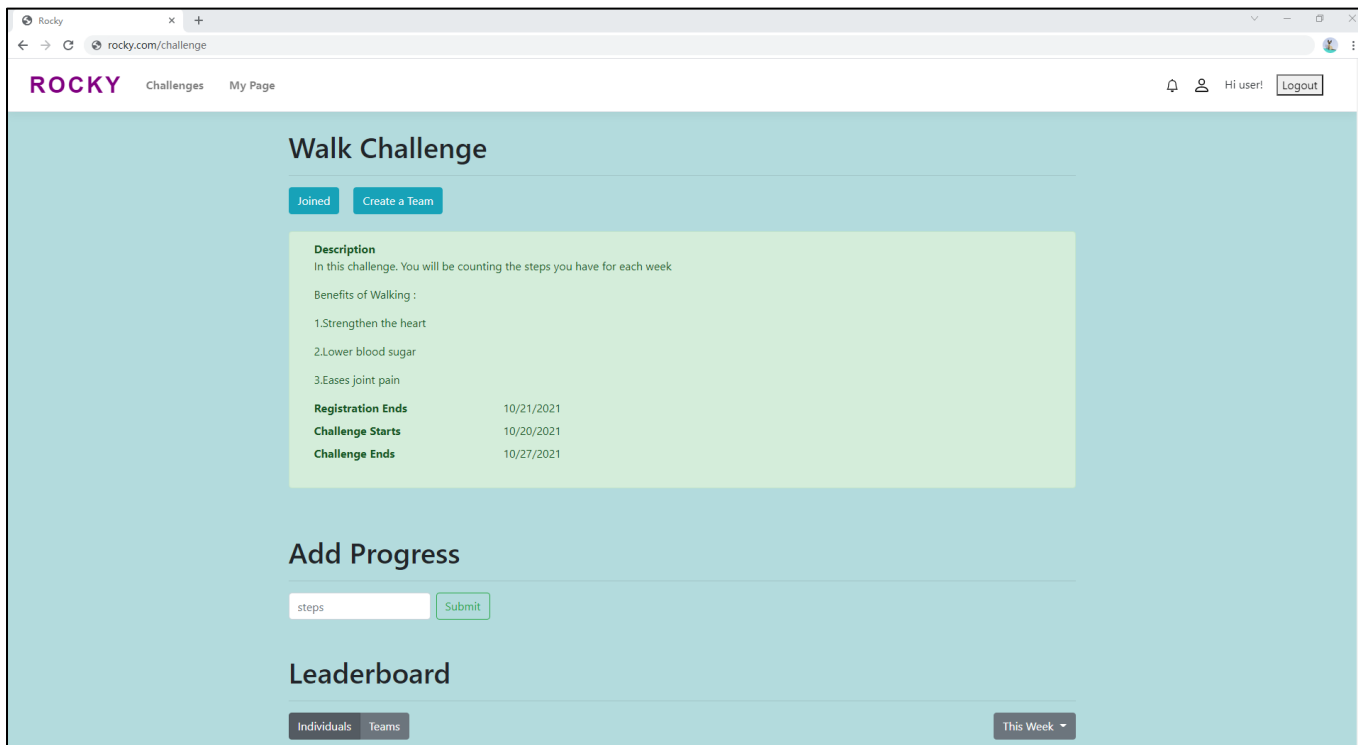 Rocky
rocky.com/challenge
ROCKY Challenges My Page Hi user! Logout
Walk Challenge
Joined Create a Team
Description
In this challenge. You will be counting the steps you have for each week
Benefits of Walking :
1.Strengthen the heart
2.Lower blood sugar
3.Eases joint pain
Registration Ends 10/21/2021
Challenge Starts 10/20/2021
Challenge Ends 10/27/2021
Add Progress
steps Submit
Leaderboard
Individuals Teams This Week